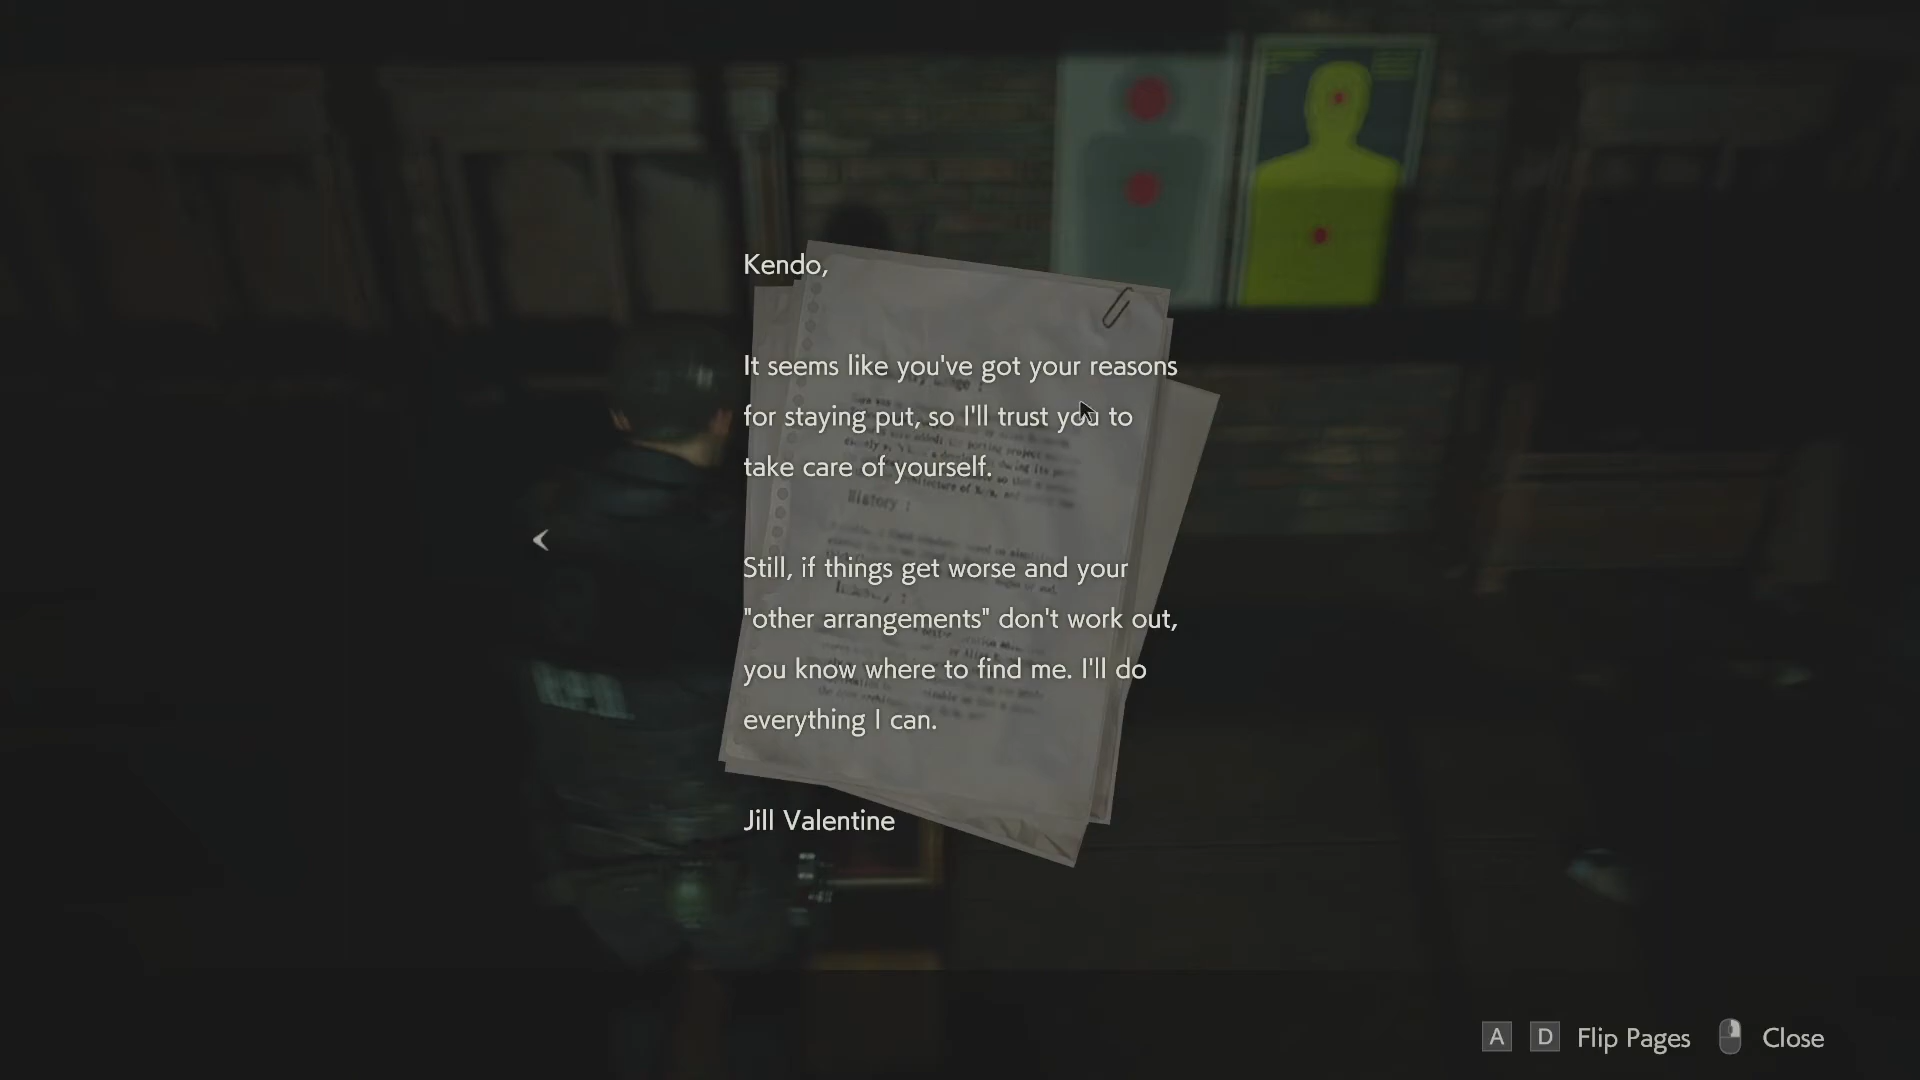 Kendo,
It seems like you've got your reasons
for staying put, so I'll trust you to
take care of yourself.
History :
Still, if things get worse and your
"other arrangements" don't work out,
you know where to find me. I'll do
everything I can.
Jill Valentine
A D Flip Pages Close